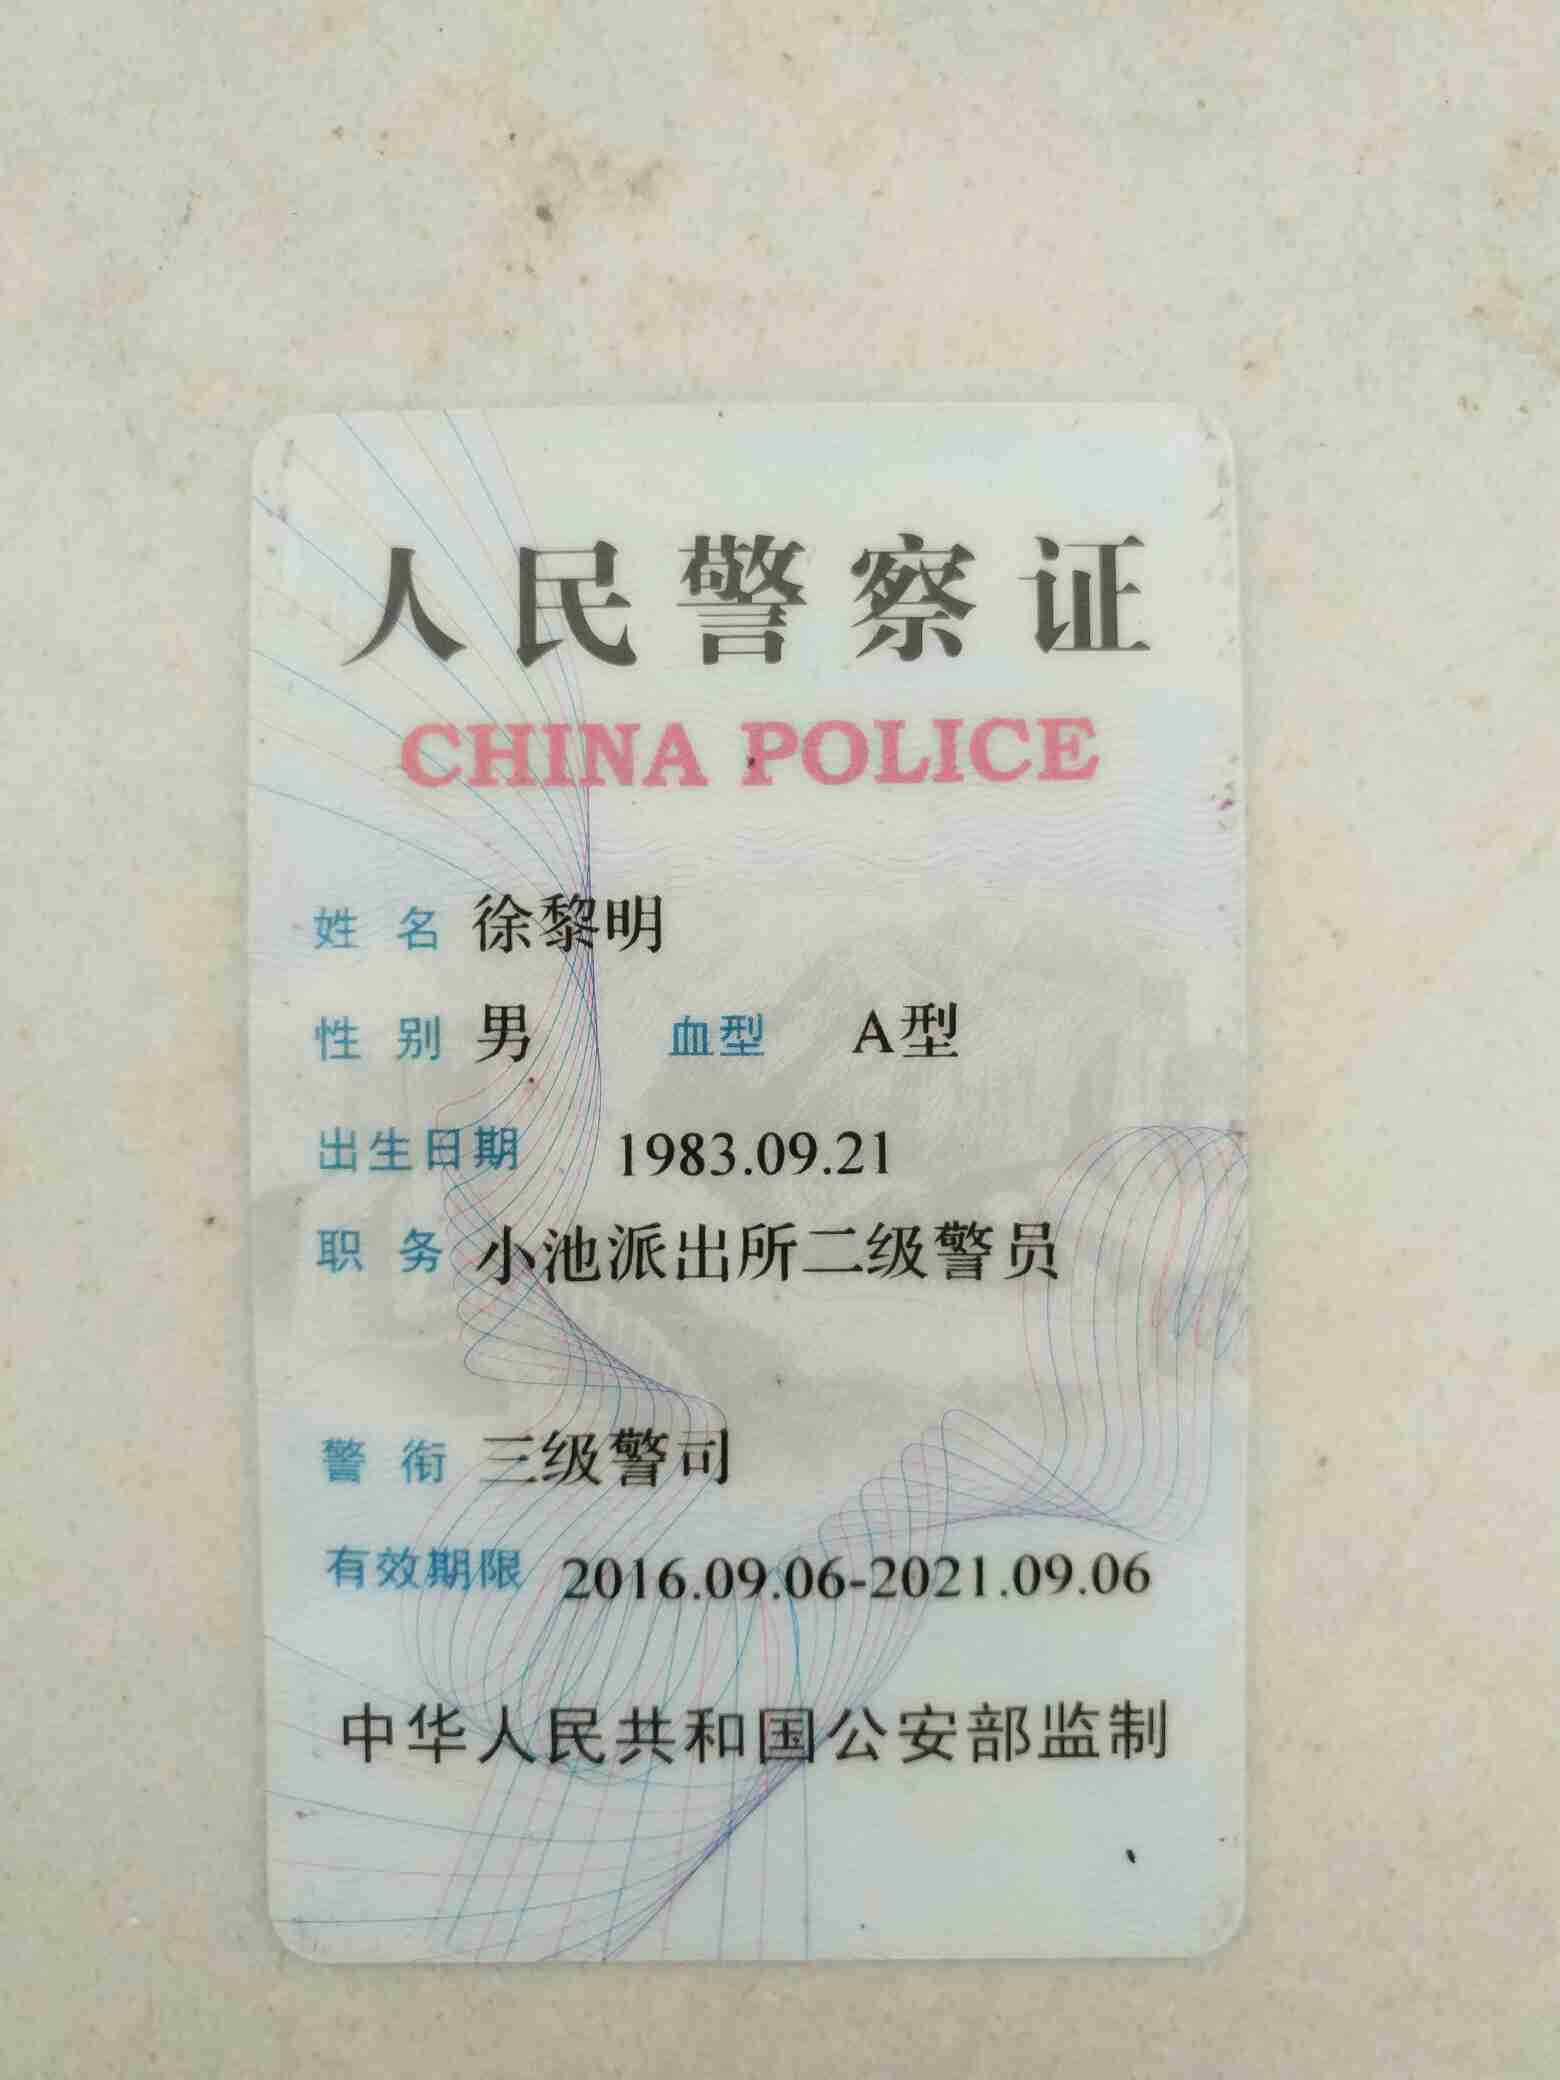 人民警察证
CHINA POLICE
姓 名 徐黎明
性 别 男 血型 A型
出生日期 1983.09.21
职 务 小池派出所二级警员
警 衔 三级警司
有效期限 2016.09.06-2021.09.06
中华人民共和国公安部监制